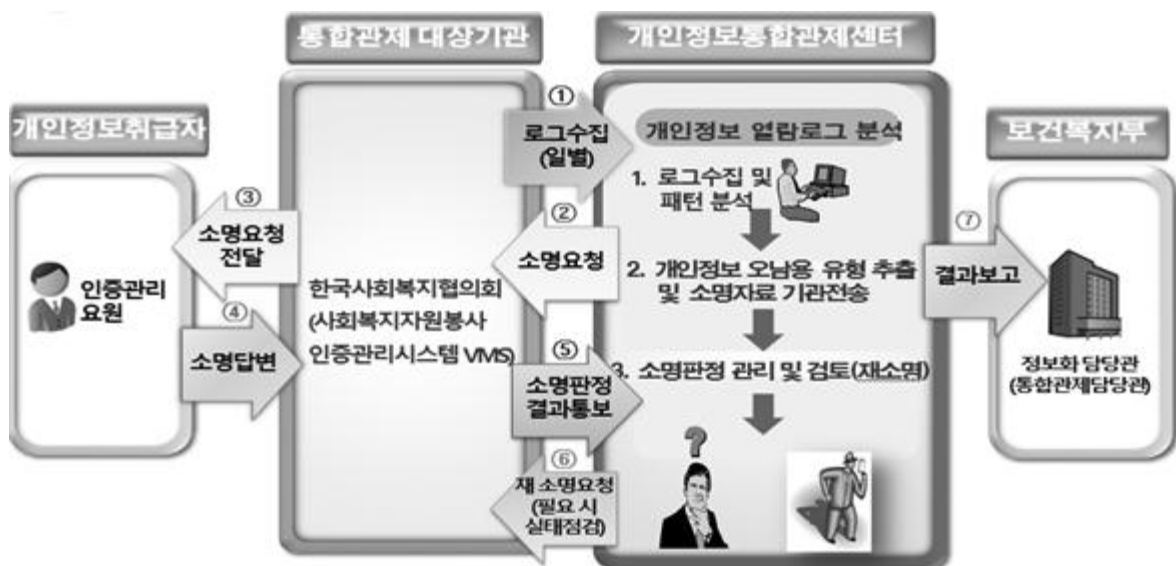 통합관제 대상기관
개인정보통합관제센터
개인정보취급자
보건복지부
①
로그수집
(일별)
개인정보 열람로그 분석
1. 로그수집 및
패턴 분석
③
소명요청
전달
②
소명요청
⑦
결과보고
2. 개인정보 오남용 유형 추출
및 소명자료 기관전송
인증관리
요원
한국사회복지협의회
(사회복지자원봉사
인증관리시스템 VMS)
④
소명답변
⑤
소명판정
결과통보
3. 소명판정 관리 및 검토(재소명)
정보화 담당관
(통합관제담당관)
?
⑥
재 소명요청
(필요 시
실태점검)